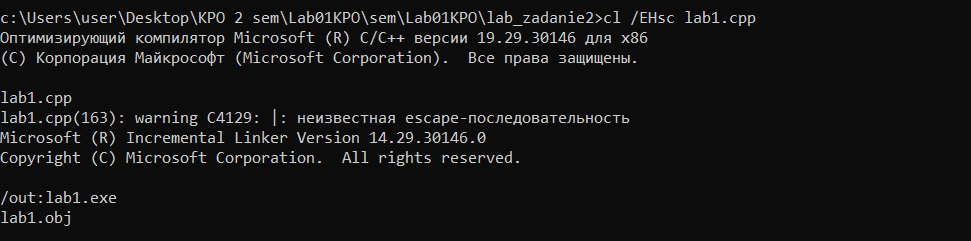 c:\Users\user\Desktop\KPO 2 sem\Lab01KPO\sem\Lab01KPO\lab_zadanie2>cl /EHsc lab1.cpp
Оптимизирующий компилятор Microsoft (R) C/C++ версии 19.29.30146 для x86
(C) Корпорация Майкрософт (Microsoft Corporation).  Все права защищены.

lab1.cpp
lab1.cpp(163): warning C4129: |: неизвестная escape-последовательность
Microsoft (R) Incremental Linker Version 14.29.30146.0
Copyright (C) Microsoft Corporation.  All rights reserved.

/out:lab1.exe
lab1.obj